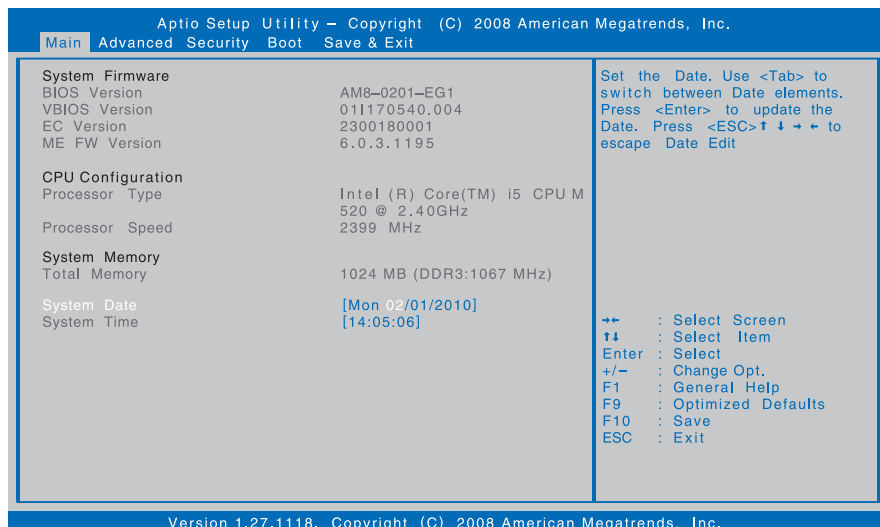 Aptio Setup Utility – Copyright (C) 2008 American Megatrends, Inc.
Main Advanced Security Boot Save & Exit
System Firmware
BIOS Version AM8–0201–EG1
VBIOS Version 01I170540.004
EC Version 2300180001
ME FW Version 6.0.3.1195
CPU Configuration
Processor Type Intel (R) Core(TM) i5 CPU M
520 @ 2.40GHz
Processor Speed 2399 MHz
System Memory
Total Memory 1024 MB (DDR3:1067 MHz)
System Date [Mon 02/01/2010]
System Time [14:05:06]
Set the Date. Use <Tab> to
switch between Date elements.
Press <Enter> to update the
Date. Press <ESC>↑ ↓ → ← to
escape Date Edit
→← : Select Screen
↑↓ : Select Item
Enter : Select
+/– : Change Opt.
F1 : General Help
F9 : Optimized Defaults
F10 : Save
ESC : Exit
Version 1.27.1118. Copyright (C) 2008 American Megatrends, Inc.